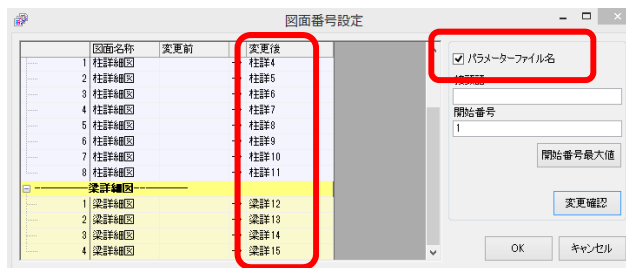 図面番号設定
図面名称 変更前 変更後
1 柱詳細図 → 柱詳4
2 柱詳細図 → 柱詳5
3 柱詳細図 → 柱詳6
4 柱詳細図 → 柱詳7
5 柱詳細図 → 柱詳8
6 柱詳細図 → 柱詳9
7 柱詳細図 → 柱詳10
8 柱詳細図 → 柱詳11
梁詳細図
1 梁詳細図 → 梁詳12
2 梁詳細図 → 梁詳13
3 梁詳細図 → 梁詳14
4 梁詳細図 → 梁詳15
パラメーターファイル名
接頭語
開始番号
1
開始番号最大値
変更確認
OK キャンセル